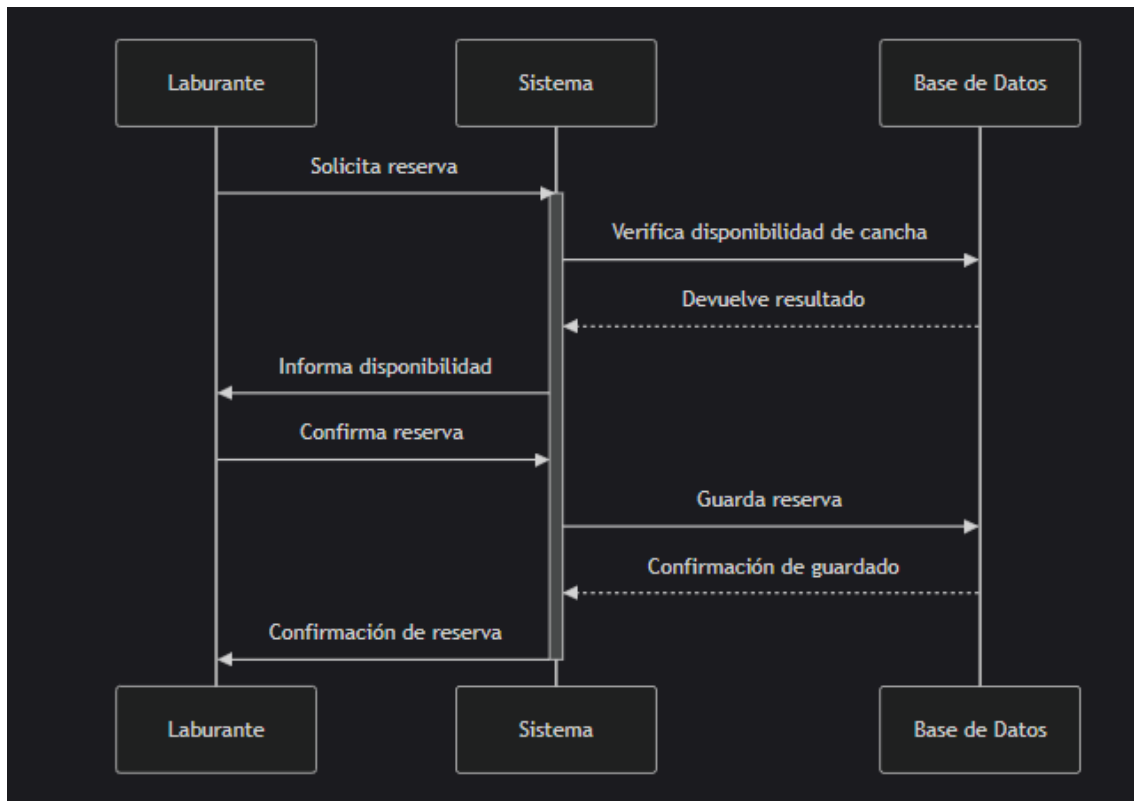 Laburante
Sistema
Base de Datos
Solicita reserva
Verifica disponibilidad de cancha
Devuelve resultado
Informa disponibilidad
Confirma reserva
Guarda reserva
Confirmación de guardado
Confirmación de reserva
Laburante
Sistema
Base de Datos